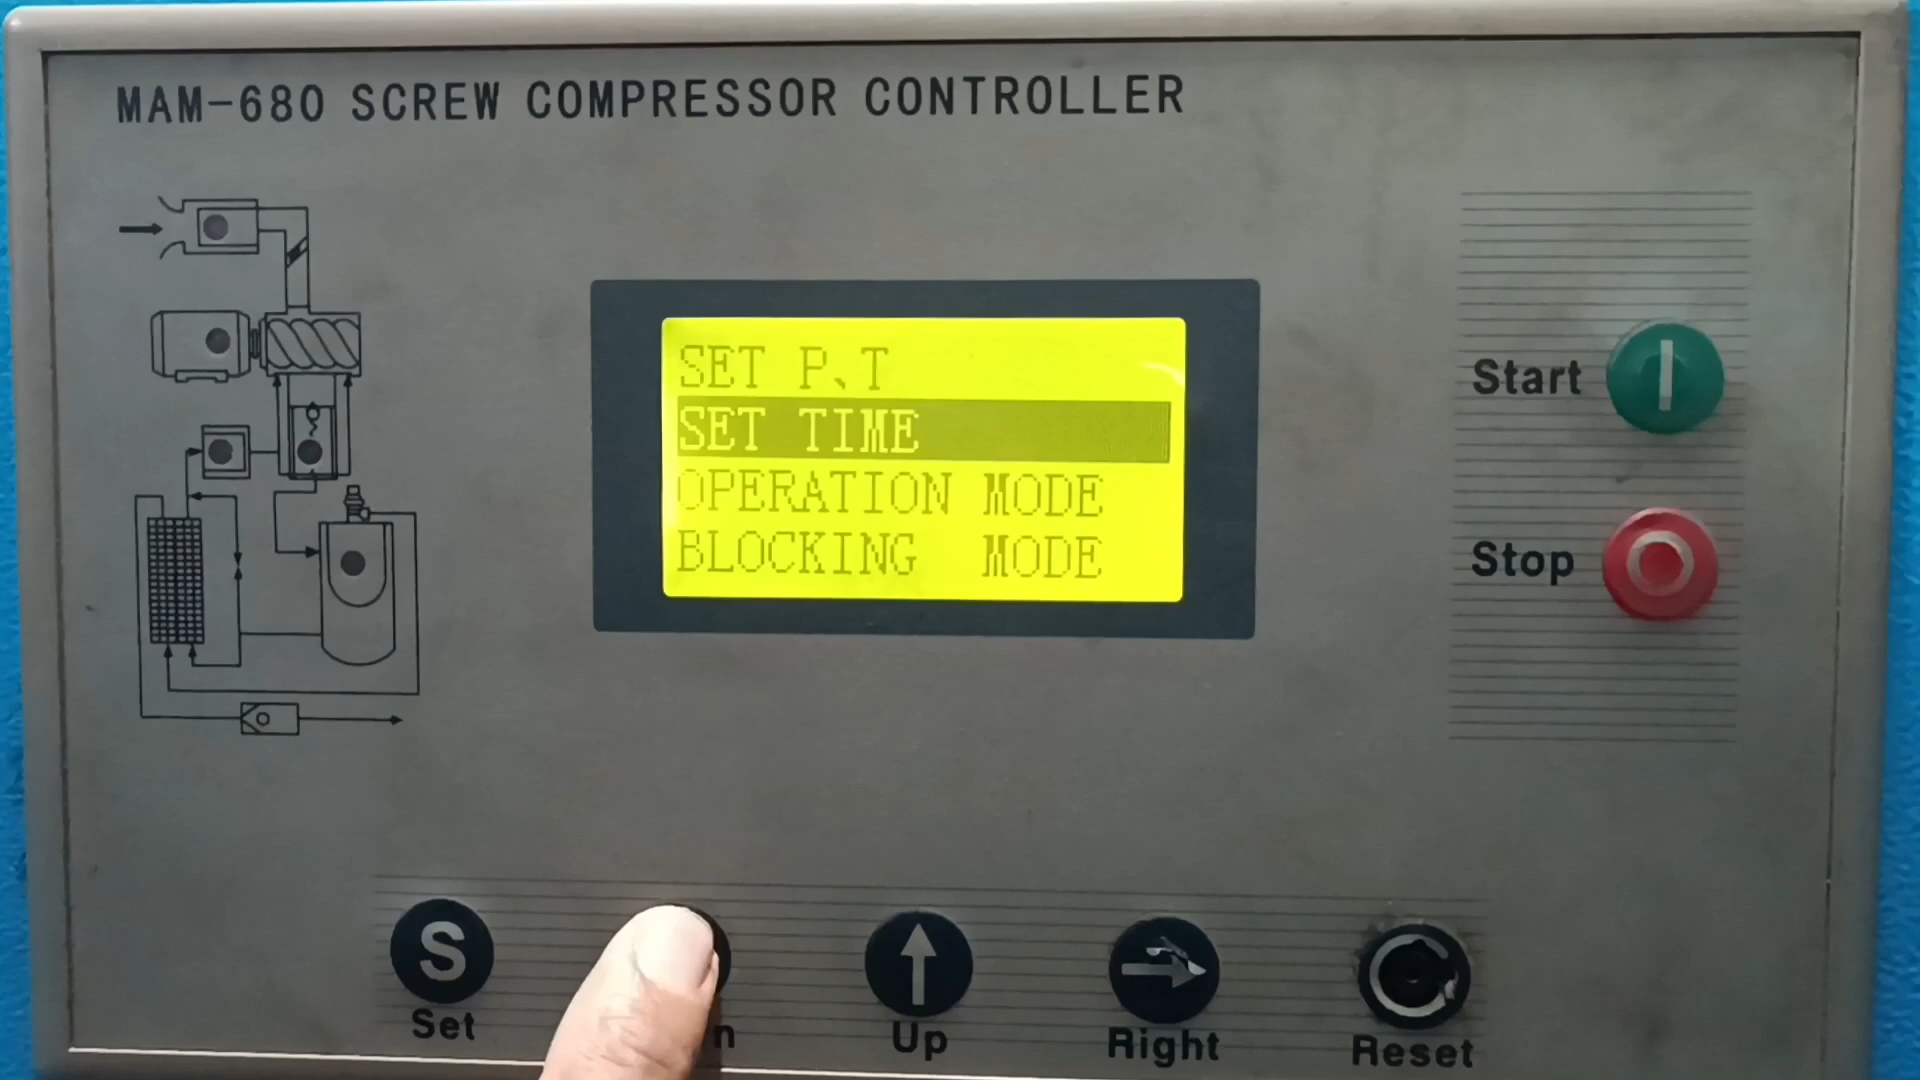 MAM-680 SCREW COMPRESSOR CONTROLLER
SET P、T
SET TIME
OPERATION MODE
BLOCKING MODE
Start
Stop
S
Set
Up
Right
Reset